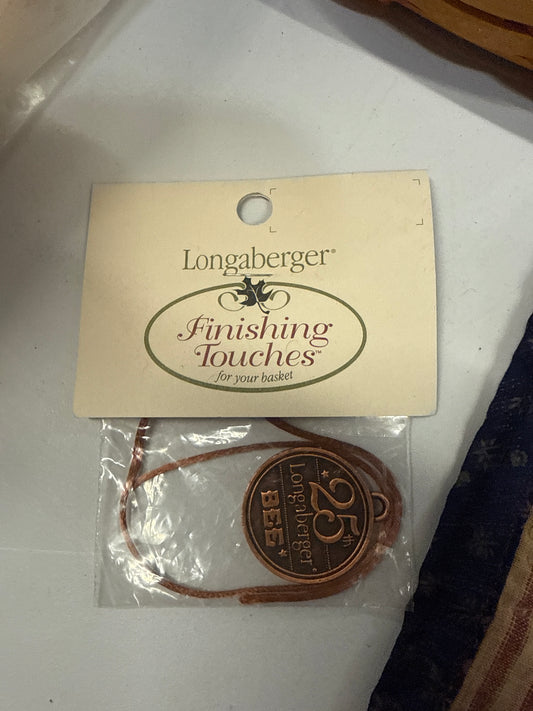 Longaberger®
Finishing
Touches™
for your basket
25th
Longaberger®
BEE